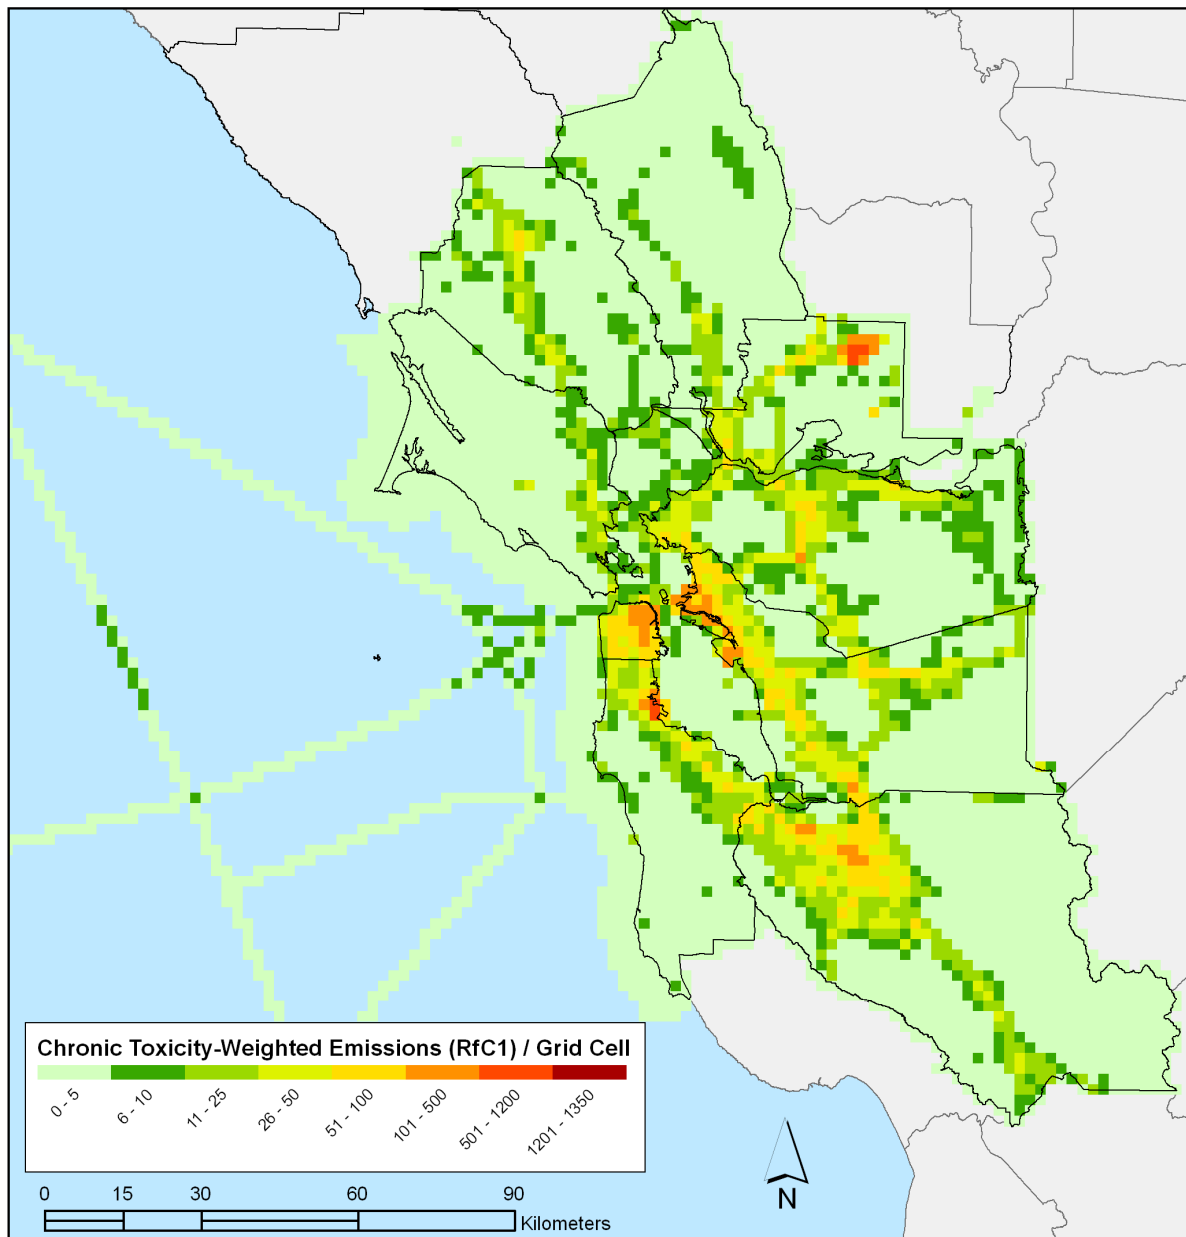 Chronic Toxicity-Weighted Emissions (RfC1) / Grid Cell
0 - 5
6 - 10
11 - 25
26 - 50
51 - 100
101 - 500
501 - 1200
1201 - 1350
0 15 30 60 90
Kilometers
N